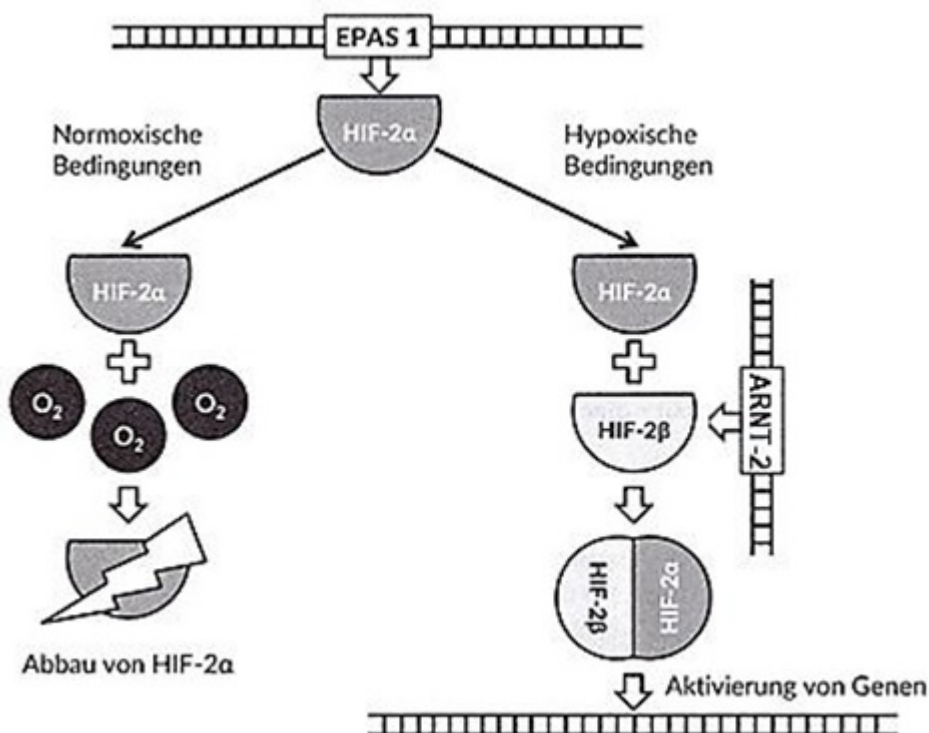 EPAS 1
HIF-2α
Normoxische
Bedingungen
Hypoxische
Bedingungen
HIF-2α
O₂
O₂
O₂
Abbau von HIF-2α
HIF-2α
HIF-2β
ARNT-2
HIF-2β
HIF-2α
Aktivierung von Genen